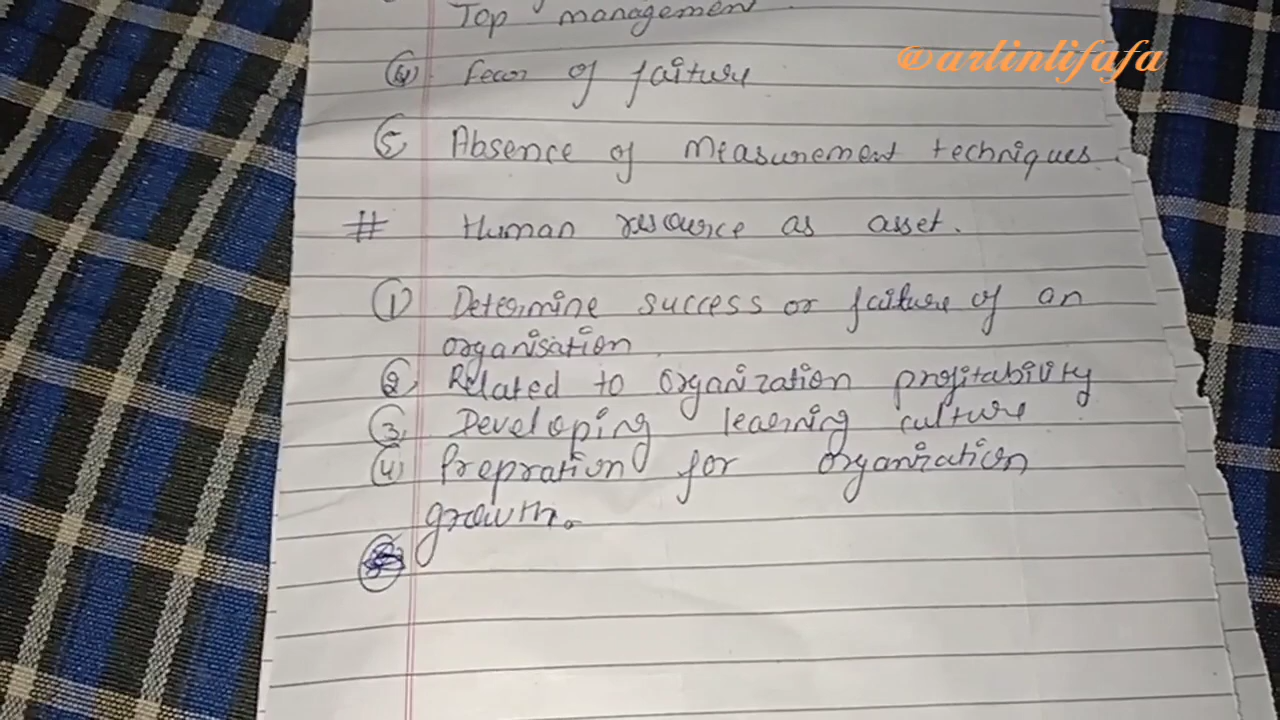 Top management
@artinlifafa
(4) fear of failure
(5) Absence of Measurement techniques.
# Human resource as asset.
(1) Determine success or failure of an
organisation
(2) Related to Organization profitability
(3) Developing learning culture
(4) Prepration for organization
growth.